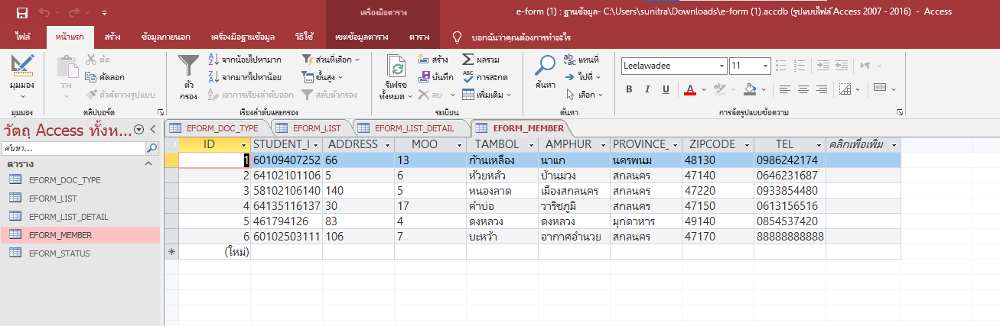 เครื่องมือตาราง
e-form (1) : ฐานข้อมูล- C:\Users\sunitra\Downloads\e-form (1).accdb (รูปแบบไฟล์ Access 2007 - 2016) - Access
ไฟล์ หน้าแรก สร้าง ข้อมูลภายนอก เครื่องมือฐานข้อมูล วิธีใช้ เขตข้อมูลตาราง ตาราง บอกฉันว่าคุณต้องการทำอะไร
มุมมอง
วาง
ตัด
คัดลอก
ตัวคัดวางรูปแบบ
ตัวกรอง
จากน้อยไปหามาก
จากมากไปหาน้อย
เอาการเรียงลำดับออก
ส่วนที่เลือก
ขั้นสูง
สลับตัวกรอง
รีเฟรช
ทั้งหมด
สร้าง
บันทึก
ลบ
ผลรวม
การสะกด
เพิ่มเติม
ค้นหา
แทนที่
ไปที่
เลือก
Leelawadee 11
B I U A
มุมมอง คลิปบอร์ด เรียงลำดับและกรอง ระเบียน ค้นหา การจัดรูปแบบข้อความ
วัตถุ Access ทั้งห...
ค้นหา...
ตาราง
EFORM_DOC_TYPE
EFORM_LIST
EFORM_LIST_DETAIL
EFORM_MEMBER
EFORM_STATUS
EFORM_DOC_TYPE EFORM_LIST EFORM_LIST_DETAIL EFORM_MEMBER
ID STUDENT_I ADDRESS MOO TAMBOL AMPHUR PROVINCE_ ZIPCODE TEL คลิกเพื่อเพิ่ม
1 60109407252 66 13 ก้านเหลือง นาแก นครพนม 48130 0986242174
2 64102101106 5 6 ห้วยหลัว บ้านม่วง สกลนคร 47140 0646231687
3 58102106140 140 5 หนองลาด เมืองสกลนคร สกลนคร 47220 0933854480
4 64135116137 30 17 คำบ่อ วาริชภูมิ สกลนคร 47150 0613156516
5 461794126 83 4 ดงหลวง ดงหลวง มุกดาหาร 49140 0854537420
6 60102503111 106 7 บะหว้า อากาศอำนวย สกลนคร 47170 88888888888
(ใหม่)